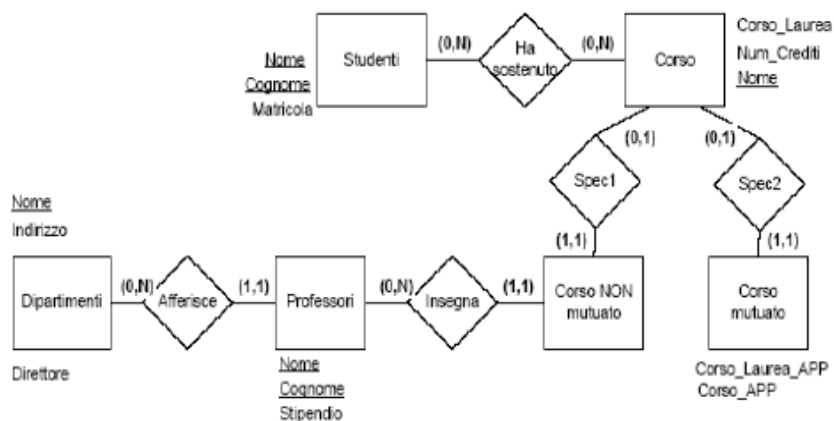 Nome
Cognome
Matricola
Studenti
(0,N)
Ha
sostenuto
(0,N)
Corso
Corso_Laurea
Num_Crediti
Nome
(0,1)
(0,1)
Spec1
Spec2
(1,1)
(1,1)
Nome
Indirizzo
Dipartimenti
(0,N)
Afferisce
(1,1)
Professori
(0,N)
Insegna
(1,1)
Corso NON
mutuato
Corso
mutuato
Direttore
Nome
Cognome
Stipendio
Corso_Laurea_APP
Corso_APP